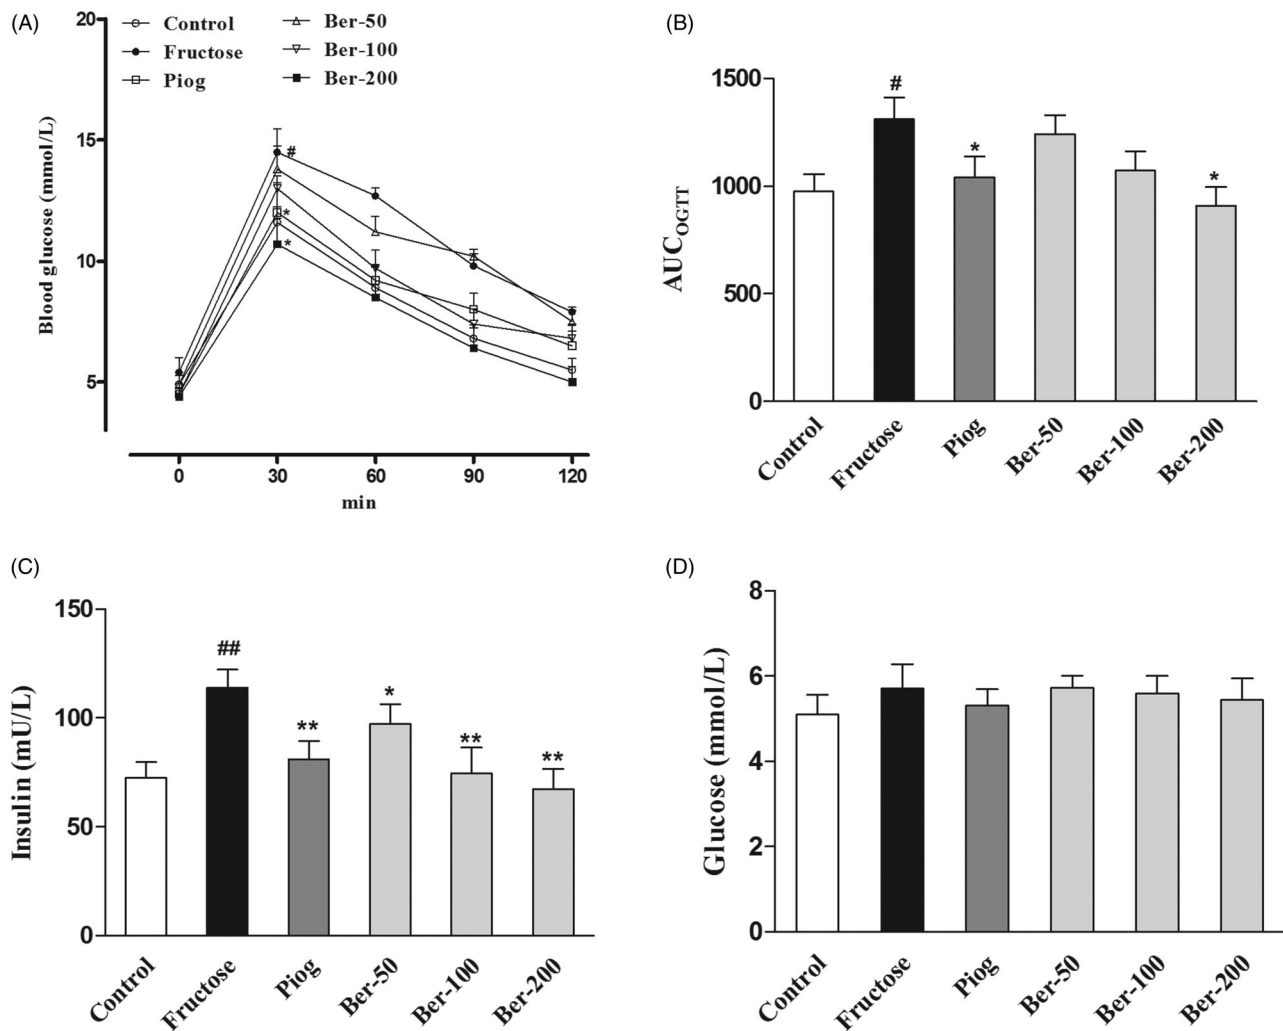 (A)
20
15
10
5
Blood glucose (mmol/L)
Control
Fructose
Piog
Ber-50
Ber-100
Ber-200
#
*
*
0 30 60 90 120
min
(B)
1500
1000
500
0
AUCOGTT
#
*
*
Control Fructose Piog Ber-50 Ber-100 Ber-200
(C)
150
100
50
0
Insulin (mU/L)
##
**
*
**
**
Control Fructose Piog Ber-50 Ber-100 Ber-200
(D)
8
6
4
2
0
Glucose (mmol/L)
Control Fructose Piog Ber-50 Ber-100 Ber-200